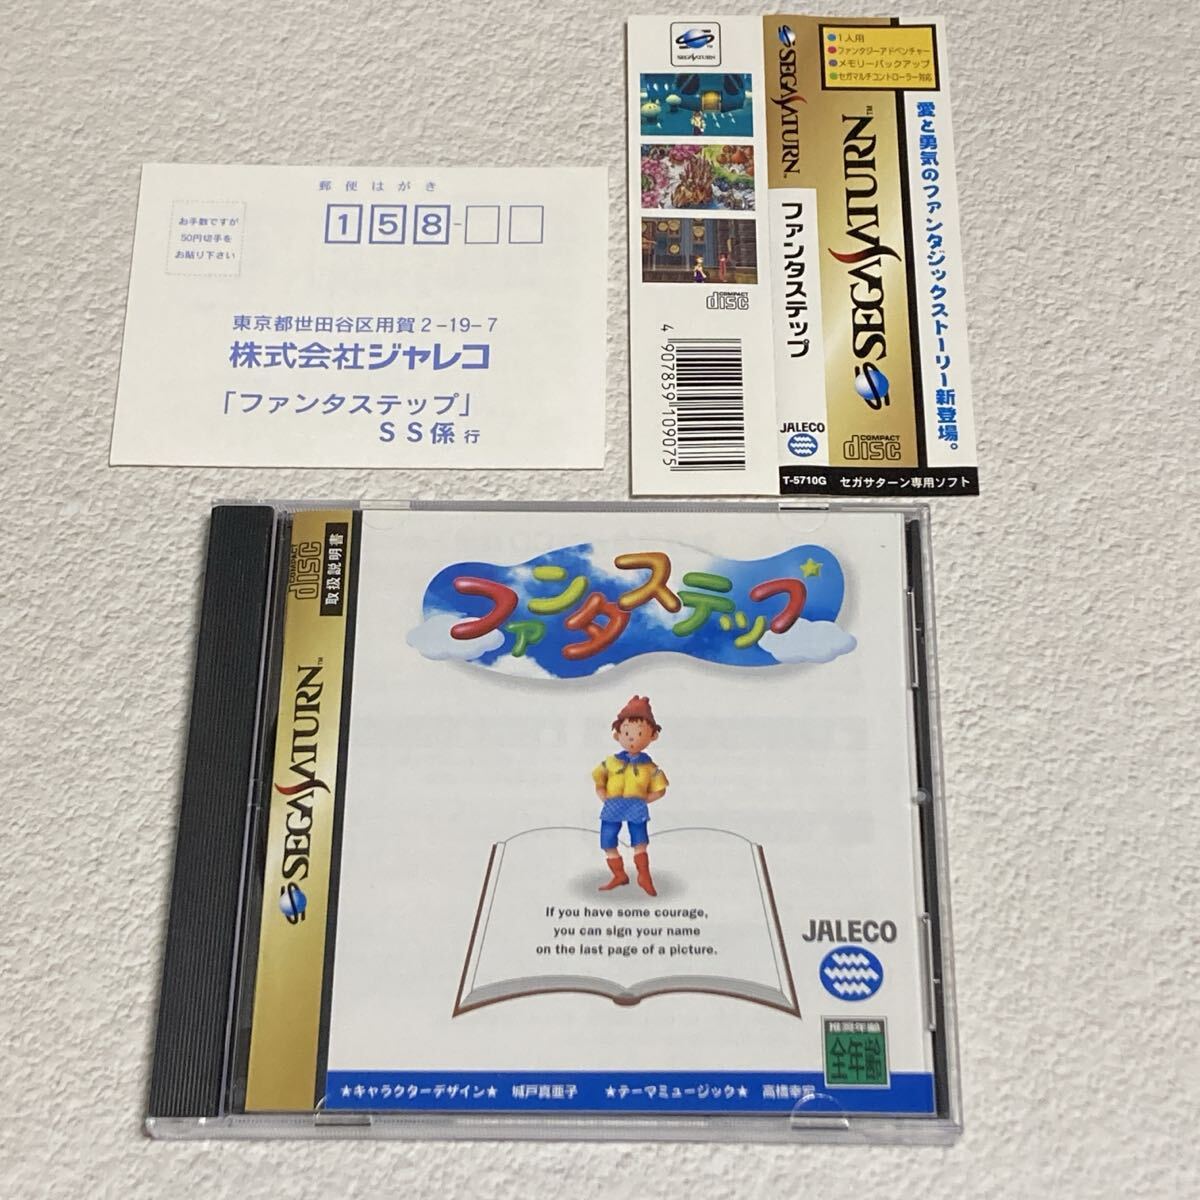 郵便はがき
158-
お手数ですが
50円切手を
お貼り下さい
東京都世田谷区用賀2-19-7
株式会社ジャレコ
「ファンタステップ」
SS係 行
SEGA SATURN™
COMPACT disc
4 907859 109075
SEGA SATURN™
ファンタステップ
JALECO
T-5710G
1人用
ファンタジーアドベンチャー
メモリーバックアップ
セガマルチコントローラー対応
SEGA SATURN™
COMPACT disc
セガサターン専用ソフト
愛と勇気のファンタジックストーリー新登場。
COMPACT disc
取扱説明書
SEGA SATURN™
ファンタステップ
If you have some courage,
you can sign your name
on the last page of a picture.
JALECO
推奨年齢
全年齢
★キャラクターデザイン★ 城戸真亜子 ★テーマミュージック★ 高橋幸宏